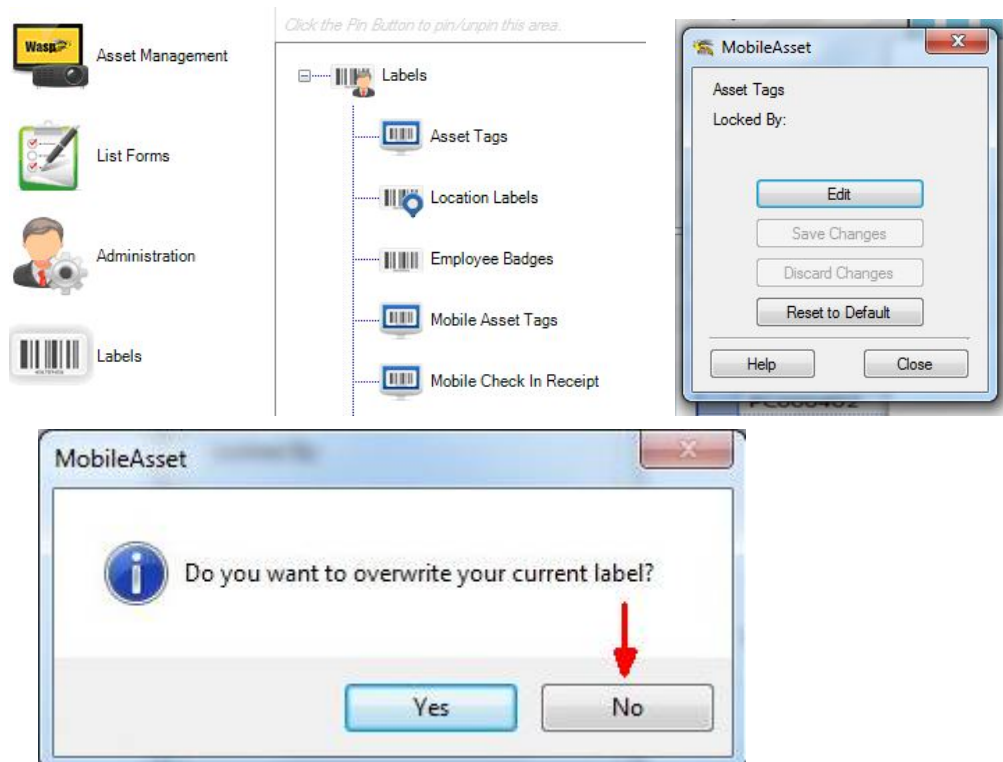 Click the Pin Button to pin/unpin this area.
Wasp
Asset Management
List Forms
Administration
Labels
Labels
Asset Tags
Location Labels
Employee Badges
Mobile Asset Tags
Mobile Check In Receipt
MobileAsset
Asset Tags
Locked By:
Edit
Save Changes
Discard Changes
Reset to Default
Help
Close
MobileAsset
Do you want to overwrite your current label?
Yes
No